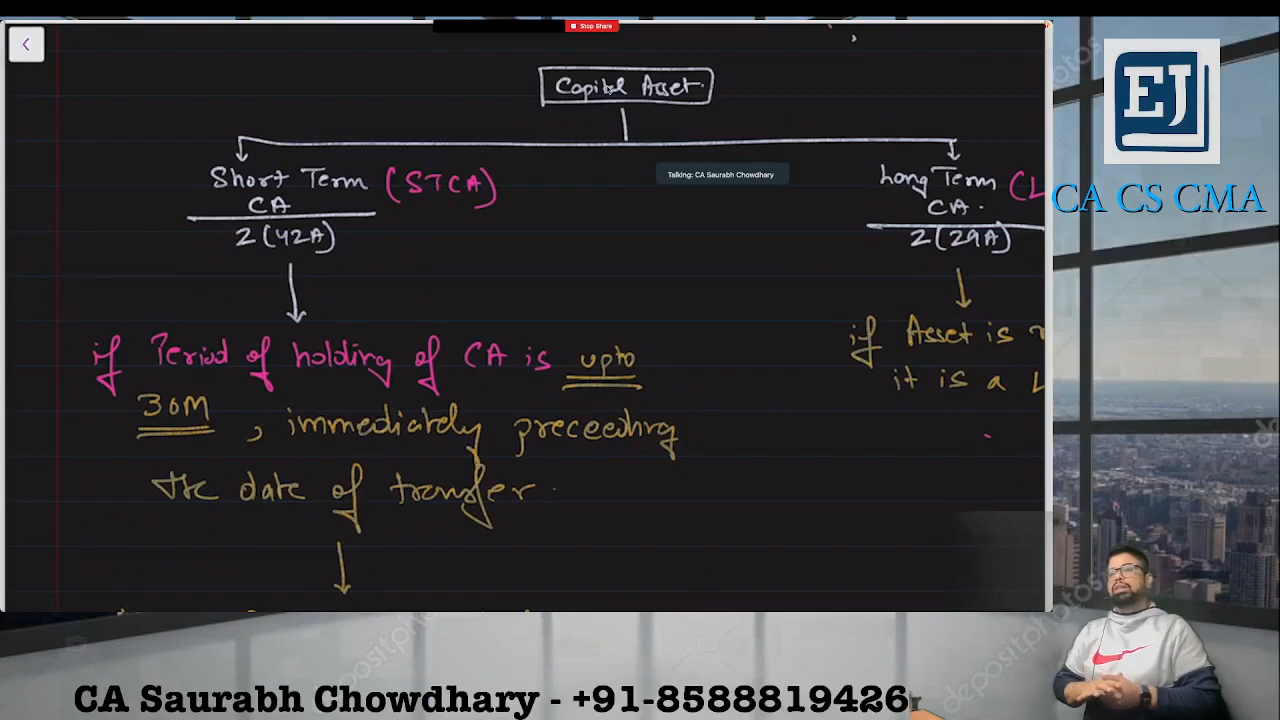 Stop Share
Capital Asset
EJ
Talking: CA Saurabh Chowdhary
Short Term (STCA)
CA
2(42A)
Long Term (L
CA.
2(29A)
CA CS CMA
if Period of holding of CA is upto
36M, immediately preceeding
the date of transfer.
if Asset is
it is a L
depositphotos
CA Saurabh Chowdhary - +91-8588819426